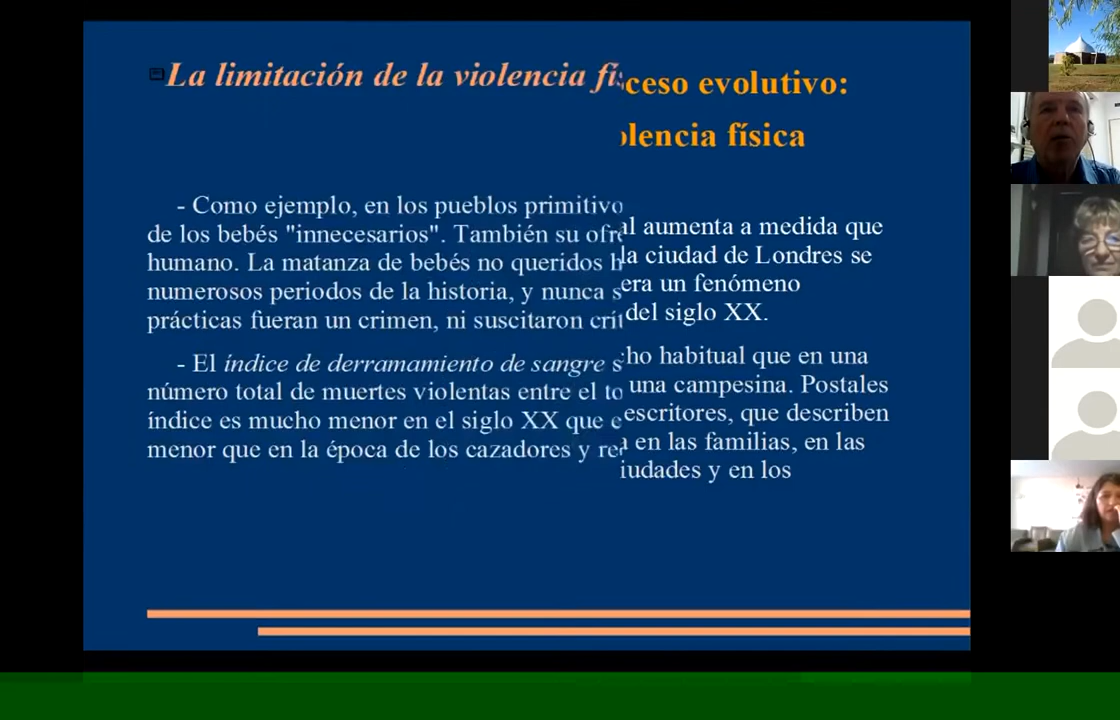 La limitación de la violencia fí
ceso evolutivo:
olencia física
- Como ejemplo, en los pueblos primitivo
de los bebés "innecesarios". También su ofre
humano. La matanza de bebés no queridos h
numerosos periodos de la historia, y nunca s
prácticas fueran un crimen, ni suscitaron crít
- El índice de derramamiento de sangre s
número total de muertes violentas entre el to
índice es mucho menor en el siglo XX que e
menor que en la época de los cazadores y re
al aumenta a medida que
la ciudad de Londres se
era un fenómeno
del siglo XX.
ho habitual que en una
una campesina. Postales
escritores, que describen
en las familias, en las
iudades y en los